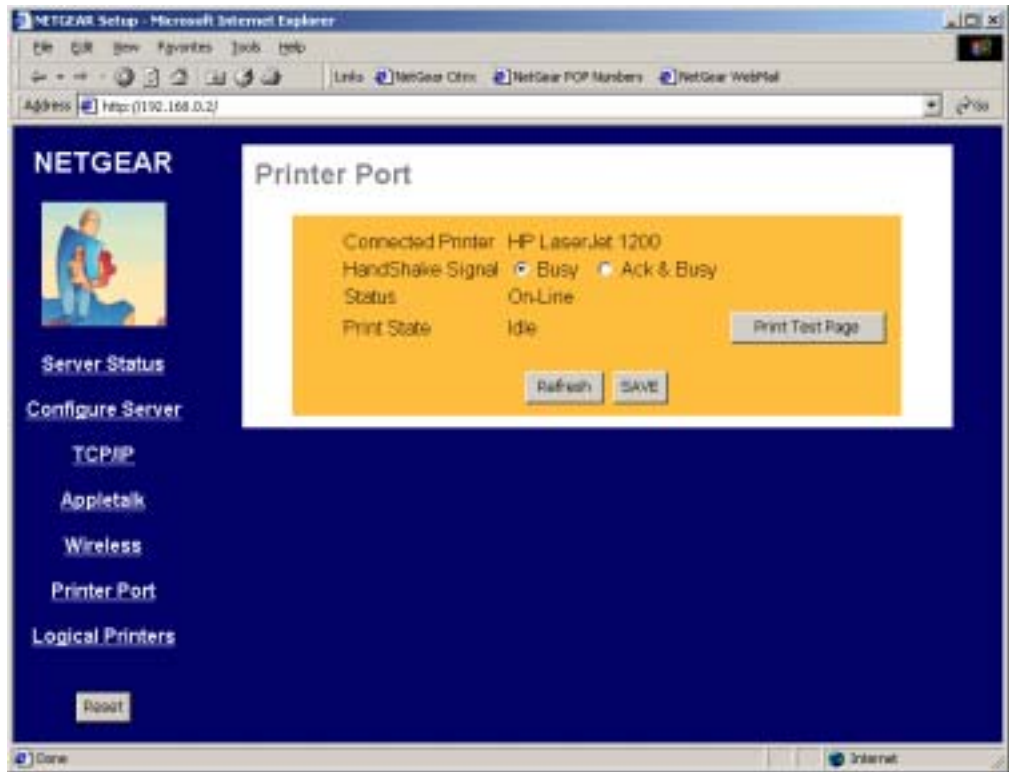 NETGEAR Setup - Microsoft Internet Explorer
File Edit View Favorites Tools Help
Links NetGear Citrix NetGear POP Numbers NetGear WebMail
Address http://192.168.0.2/ Go
NETGEAR
Printer Port
Connected Printer HP LaserJet 1200
HandShake Signal Busy Ack & Busy
Status On-Line
Print State Idle Print Test Page
Refresh SAVE
Server Status
Configure Server
TCP/IP
Appletalk
Wireless
Printer Port
Logical Printers
Reset
Done Internet